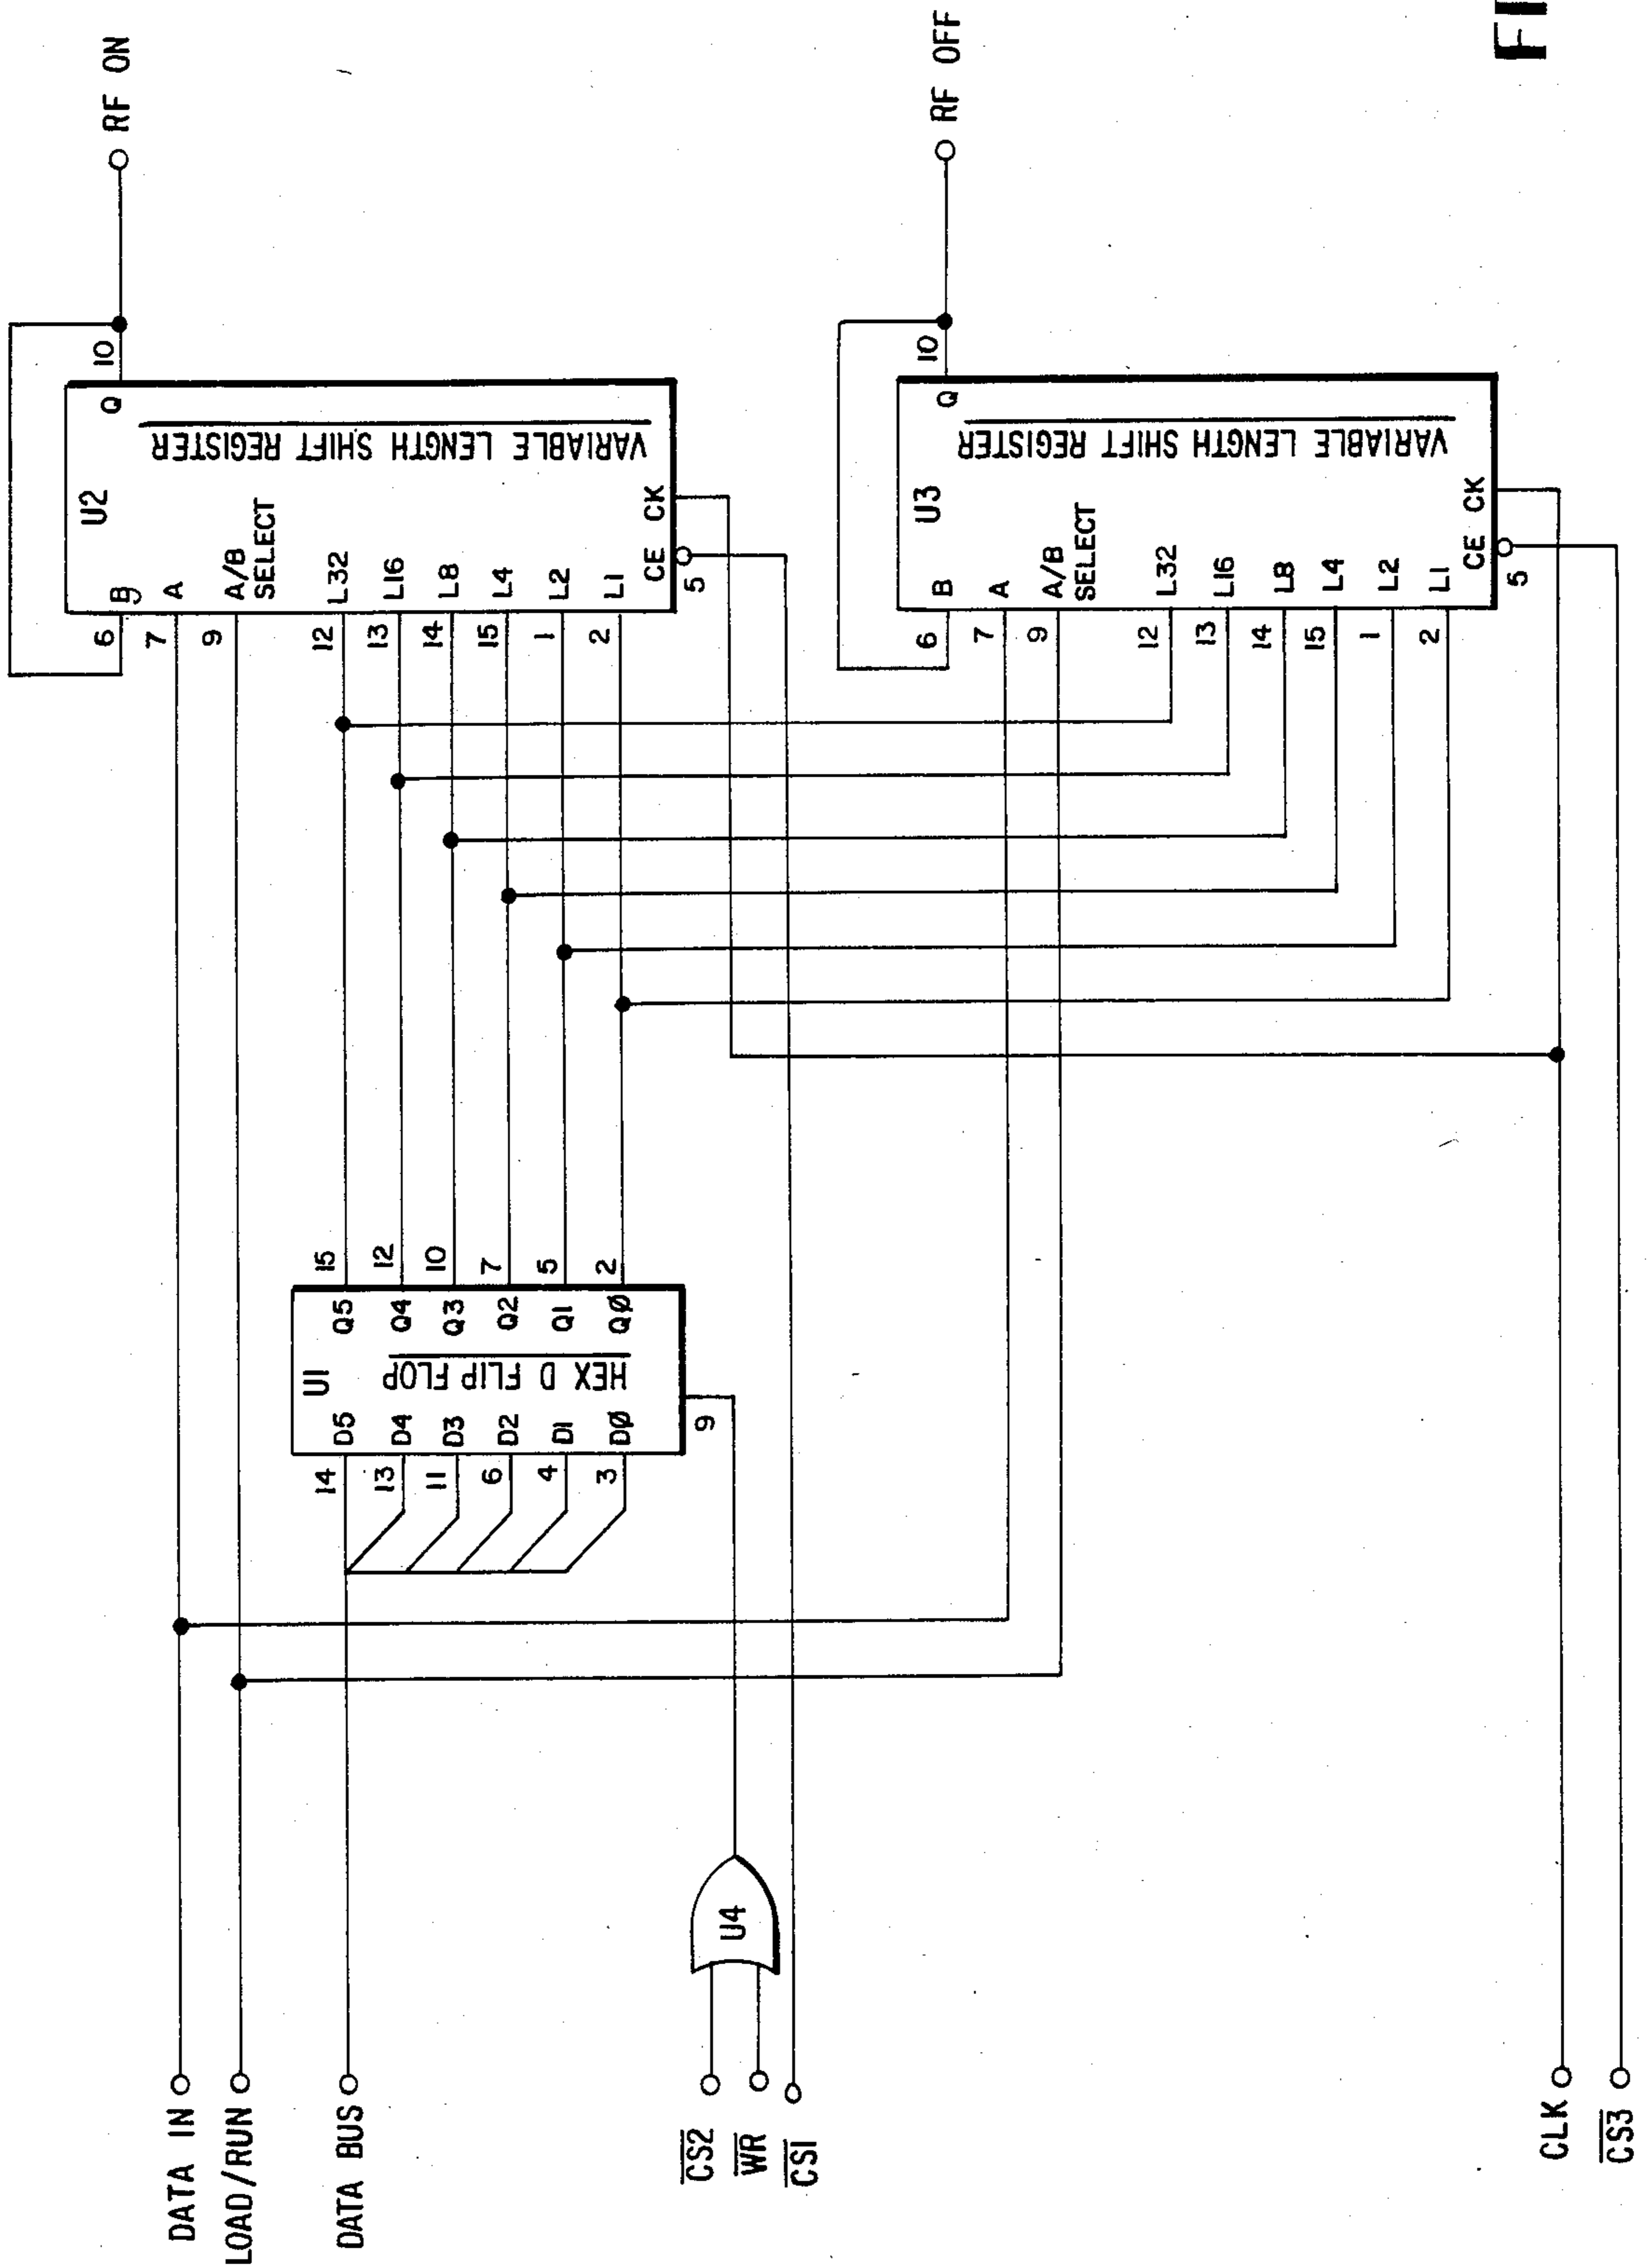 DATA IN
LOAD/RUN
DATA BUS
CS2
WR
CS1
CLK
CS3
U4
U1
HEX D FLIP FLOP
14 D5
13 D4
11 D3
6 D2
4 D1
3 DØ
9
Q5 15
Q4 12
Q3 10
Q2 7
Q1 5
QØ 2
U2
VARIABLE LENGTH SHIFT REGISTER
6 B
7 A
9 A/B
SELECT
12 L32
13 L16
14 L8
15 L4
1 L2
2 L1
CE
5
CK
Q 10
RF ON
U3
VARIABLE LENGTH SHIFT REGISTER
6 B
7 A
9 A/B
SELECT
12 L32
13 L16
14 L8
15 L4
1 L2
2 L1
CE
5
CK
Q 10
RF OFF